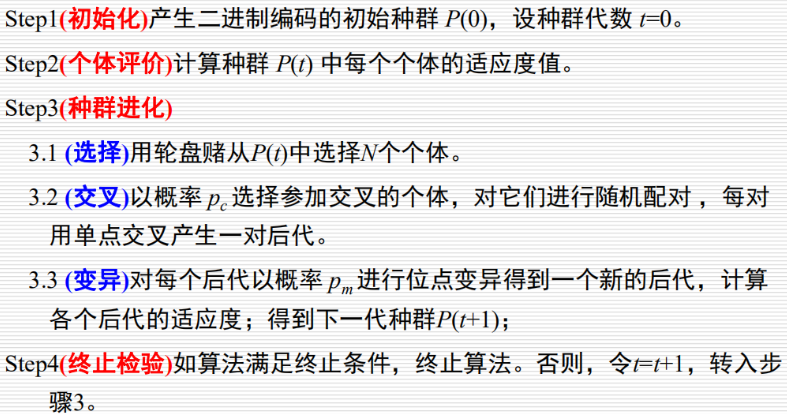 Step1(初始化)产生二进制编码的初始种群 P(0)，设种群代数 t=0。
Step2(个体评价)计算种群 P(t) 中每个个体的适应度值。
Step3(种群进化)
3.1 (选择)用轮盘赌从P(t)中选择N个个体。
3.2 (交叉)以概率 pc 选择参加交叉的个体，对它们进行随机配对 ，每对
用单点交叉产生一对后代。
3.3 (变异)对每个后代以概率 pm 进行位点变异得到一个新的后代，计算
各个后代的适应度；得到下一代种群P(t+1)；
Step4(终止检验)如算法满足终止条件，终止算法。否则，令t=t+1，转入步
骤3。